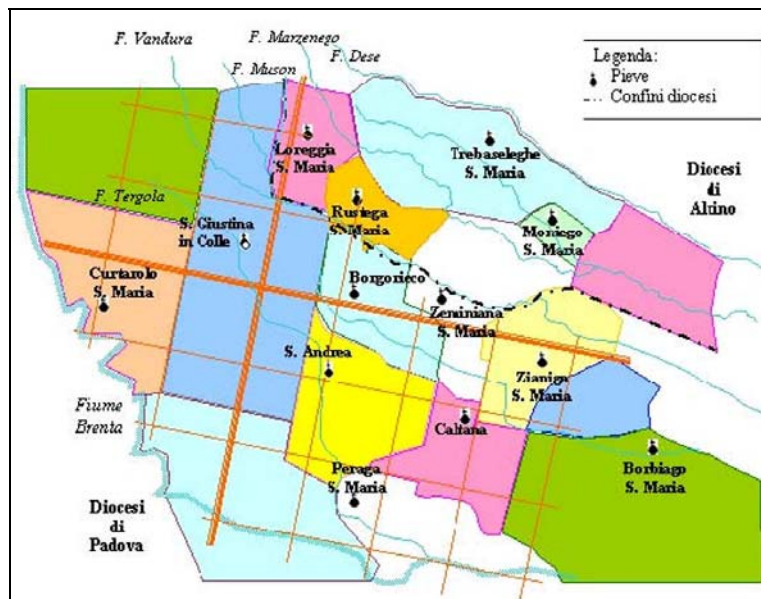 F. Vandura
F. Marzenego
F. Dese
F. Muson
Legenda:
Pieve
Confini diocesi
Loreggia
S. Maria
Trebaseleghe
S. Maria
Diocesi
di
Altino
F. Tergola
Rustega
S. Maria
S. Giustina
in Colle
Moniego
S. Maria
Curtarolo
S. Maria
Borgoricco
Zeminiana
S. Maria
S. Andrea
Zianigo
S. Maria
Fiume
Brenta
Caltana
Peraga
S. Maria
Borbiago
S. Maria
Diocesi
di
Padova